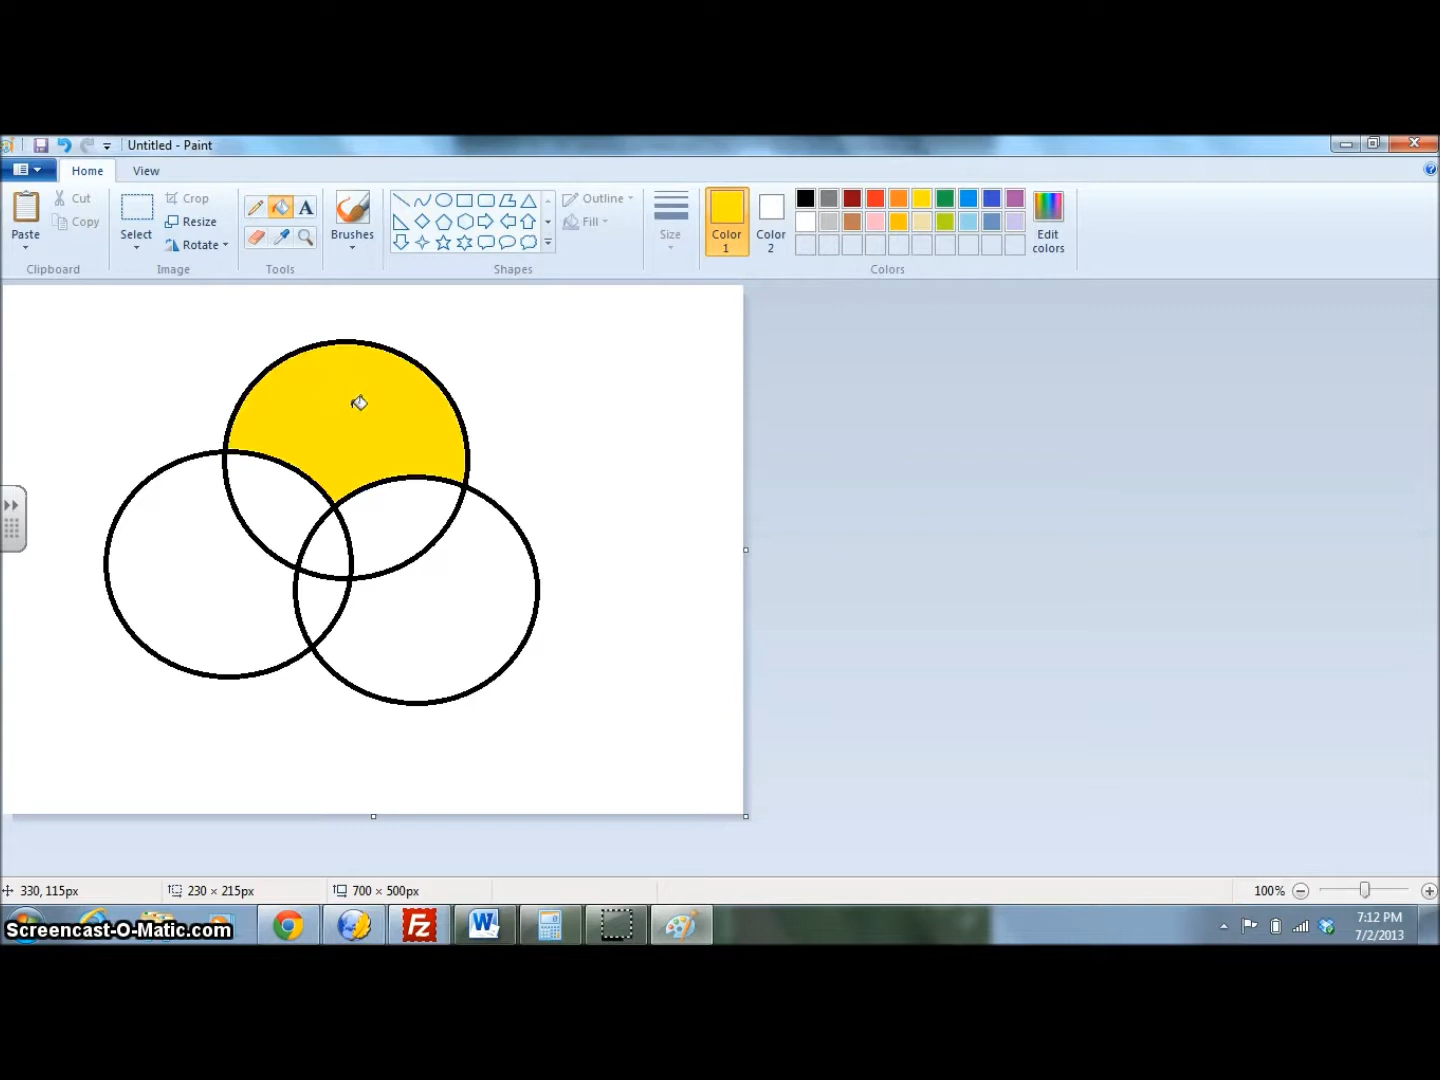 Untitled - Paint
Home View
Cut
Copy
Paste
Clipboard
Select
Crop
Resize
Rotate
Image
A
Tools
Brushes
Shapes
Outline
Fill
Size
Color
1
Color
2
Edit
colors
Colors
330, 115px
230 × 215px
700 × 500px
100%
Screencast-O-Matic.com
Fz
W
7:12 PM
7/2/2013